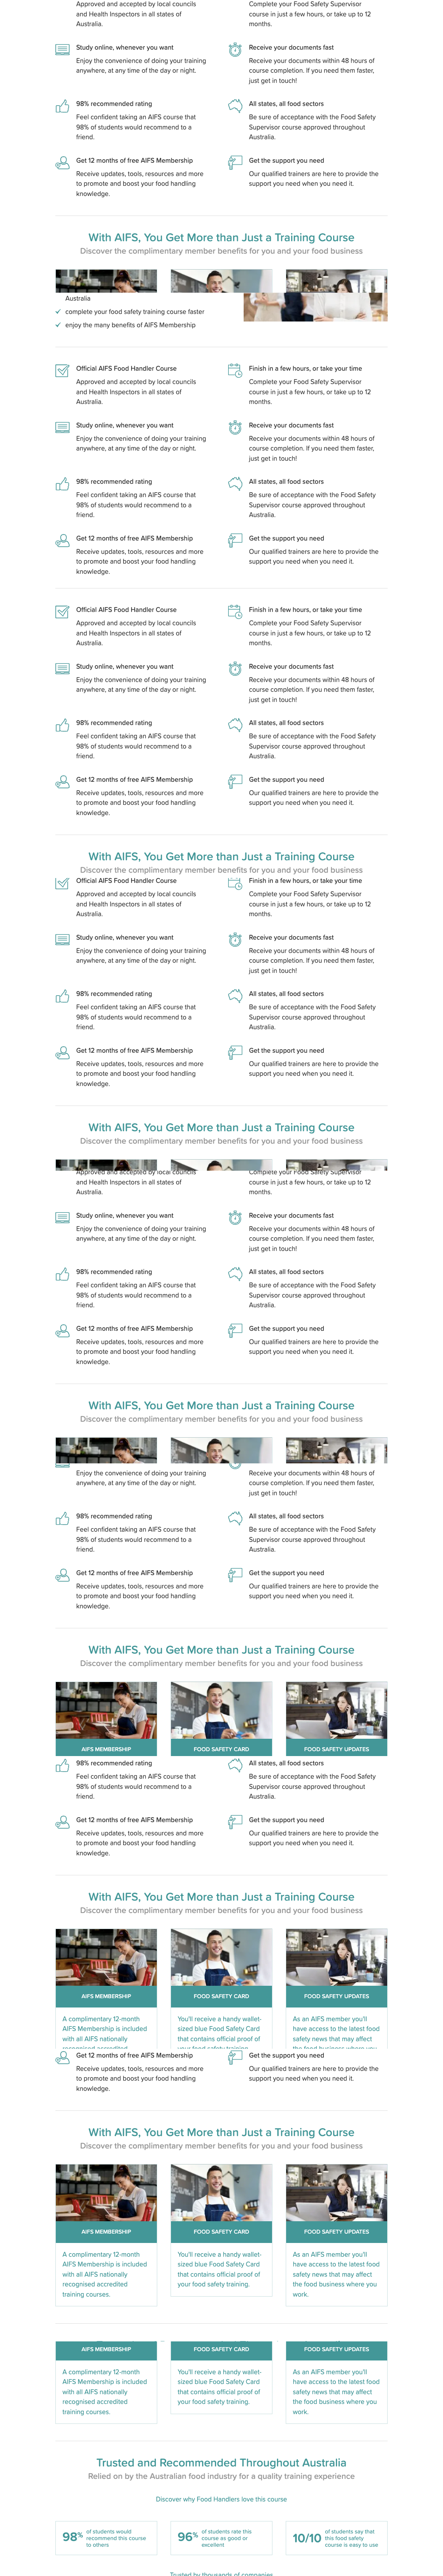 Approved and accepted by local councils
and Health Inspectors in all states of
Australia.
Complete your Food Safety Supervisor
course in just a few hours, or take up to 12
months.
Study online, whenever you want
Enjoy the convenience of doing your training
anywhere, at any time of the day or night.
Receive your documents fast
Receive your documents within 48 hours of
course completion. If you need them faster,
just get in touch!
98% recommended rating
Feel confident taking an AIFS course that
98% of students would recommend to a
friend.
All states, all food sectors
Be sure of acceptance with the Food Safety
Supervisor course approved throughout
Australia.
Get 12 months of free AIFS Membership
Receive updates, tools, resources and more
to promote and boost your food handling
knowledge.
Get the support you need
Our qualified trainers are here to provide the
support you need when you need it.
With AIFS, You Get More than Just a Training Course
Discover the complimentary member benefits for you and your food business
Australia
complete your food safety training course faster
enjoy the many benefits of AIFS Membership
Official AIFS Food Handler Course
Approved and accepted by local councils
and Health Inspectors in all states of
Australia.
Finish in a few hours, or take your time
Complete your Food Safety Supervisor
course in just a few hours, or take up to 12
months.
Study online, whenever you want
Enjoy the convenience of doing your training
anywhere, at any time of the day or night.
Receive your documents fast
Receive your documents within 48 hours of
course completion. If you need them faster,
just get in touch!
98% recommended rating
Feel confident taking an AIFS course that
98% of students would recommend to a
friend.
All states, all food sectors
Be sure of acceptance with the Food Safety
Supervisor course approved throughout
Australia.
Get 12 months of free AIFS Membership
Receive updates, tools, resources and more
to promote and boost your food handling
knowledge.
Get the support you need
Our qualified trainers are here to provide the
support you need when you need it.
Official AIFS Food Handler Course
Approved and accepted by local councils
and Health Inspectors in all states of
Australia.
Finish in a few hours, or take your time
Complete your Food Safety Supervisor
course in just a few hours, or take up to 12
months.
Study online, whenever you want
Enjoy the convenience of doing your training
anywhere, at any time of the day or night.
Receive your documents fast
Receive your documents within 48 hours of
course completion. If you need them faster,
just get in touch!
98% recommended rating
Feel confident taking an AIFS course that
98% of students would recommend to a
friend.
All states, all food sectors
Be sure of acceptance with the Food Safety
Supervisor course approved throughout
Australia.
Get 12 months of free AIFS Membership
Receive updates, tools, resources and more
to promote and boost your food handling
knowledge.
Get the support you need
Our qualified trainers are here to provide the
support you need when you need it.
With AIFS, You Get More than Just a Training Course
Discover the complimentary member benefits for you and your food business
Official AIFS Food Handler Course
Approved and accepted by local councils
and Health Inspectors in all states of
Australia.
Finish in a few hours, or take your time
Complete your Food Safety Supervisor
course in just a few hours, or take up to 12
months.
Study online, whenever you want
Enjoy the convenience of doing your training
anywhere, at any time of the day or night.
Receive your documents fast
Receive your documents within 48 hours of
course completion. If you need them faster,
just get in touch!
98% recommended rating
Feel confident taking an AIFS course that
98% of students would recommend to a
friend.
All states, all food sectors
Be sure of acceptance with the Food Safety
Supervisor course approved throughout
Australia.
Get 12 months of free AIFS Membership
Receive updates, tools, resources and more
to promote and boost your food handling
knowledge.
Get the support you need
Our qualified trainers are here to provide the
support you need when you need it.
With AIFS, You Get More than Just a Training Course
Discover the complimentary member benefits for you and your food business
Approved and accepted by local councils
and Health Inspectors in all states of
Australia.
Complete your Food Safety Supervisor
course in just a few hours, or take up to 12
months.
Study online, whenever you want
Enjoy the convenience of doing your training
anywhere, at any time of the day or night.
Receive your documents fast
Receive your documents within 48 hours of
course completion. If you need them faster,
just get in touch!
98% recommended rating
Feel confident taking an AIFS course that
98% of students would recommend to a
friend.
All states, all food sectors
Be sure of acceptance with the Food Safety
Supervisor course approved throughout
Australia.
Get 12 months of free AIFS Membership
Receive updates, tools, resources and more
to promote and boost your food handling
knowledge.
Get the support you need
Our qualified trainers are here to provide the
support you need when you need it.
With AIFS, You Get More than Just a Training Course
Discover the complimentary member benefits for you and your food business
Enjoy the convenience of doing your training
anywhere, at any time of the day or night.
Receive your documents within 48 hours of
course completion. If you need them faster,
just get in touch!
98% recommended rating
Feel confident taking an AIFS course that
98% of students would recommend to a
friend.
All states, all food sectors
Be sure of acceptance with the Food Safety
Supervisor course approved throughout
Australia.
Get 12 months of free AIFS Membership
Receive updates, tools, resources and more
to promote and boost your food handling
knowledge.
Get the support you need
Our qualified trainers are here to provide the
support you need when you need it.
With AIFS, You Get More than Just a Training Course
Discover the complimentary member benefits for you and your food business
AIFS MEMBERSHIP
FOOD SAFETY CARD
FOOD SAFETY UPDATES
98% recommended rating
Feel confident taking an AIFS course that
98% of students would recommend to a
friend.
All states, all food sectors
Be sure of acceptance with the Food Safety
Supervisor course approved throughout
Australia.
Get 12 months of free AIFS Membership
Receive updates, tools, resources and more
to promote and boost your food handling
knowledge.
Get the support you need
Our qualified trainers are here to provide the
support you need when you need it.
With AIFS, You Get More than Just a Training Course
Discover the complimentary member benefits for you and your food business
AIFS MEMBERSHIP
A complimentary 12-month
AIFS Membership is included
with all AIFS nationally
recognised accredited
FOOD SAFETY CARD
You'll receive a handy wallet-
sized blue Food Safety Card
that contains official proof of
your food safety training.
FOOD SAFETY UPDATES
As an AIFS member you'll
have access to the latest food
safety news that may affect
the food business where you
Get 12 months of free AIFS Membership
Receive updates, tools, resources and more
to promote and boost your food handling
knowledge.
Get the support you need
Our qualified trainers are here to provide the
support you need when you need it.
With AIFS, You Get More than Just a Training Course
Discover the complimentary member benefits for you and your food business
AIFS MEMBERSHIP
A complimentary 12-month
AIFS Membership is included
with all AIFS nationally
recognised accredited
training courses.
FOOD SAFETY CARD
You'll receive a handy wallet-
sized blue Food Safety Card
that contains official proof of
your food safety training.
FOOD SAFETY UPDATES
As an AIFS member you'll
have access to the latest food
safety news that may affect
the food business where you
work.
AIFS MEMBERSHIP
A complimentary 12-month
AIFS Membership is included
with all AIFS nationally
recognised accredited
training courses.
FOOD SAFETY CARD
You'll receive a handy wallet-
sized blue Food Safety Card
that contains official proof of
your food safety training.
FOOD SAFETY UPDATES
As an AIFS member you'll
have access to the latest food
safety news that may affect
the food business where you
work.
Trusted and Recommended Throughout Australia
Relied on by the Australian food industry for a quality training experience
Discover why Food Handlers love this course
98%
of students would
recommend this course
to others
96%
of students rate this
course as good or
excellent
10/10
of students say that
this food safety
course is easy to use
Trusted by thousands of companies